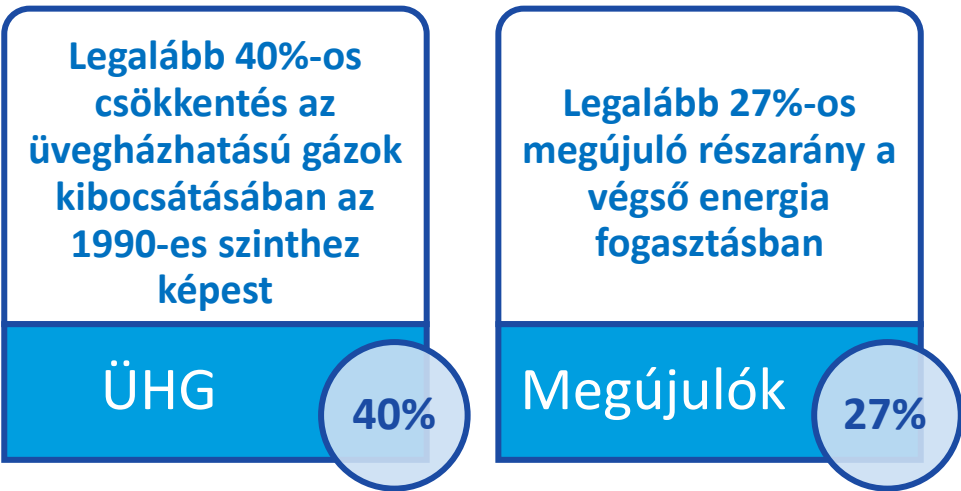 Legalább 40%-os
csökkentés az
üvegházhatású gázok
kibocsátásában az
1990-es szinthez
képest
ÜHG
40%
Legalább 27%-os
megújuló részarány a
végső energia
fogasztásban
Megújulók
27%